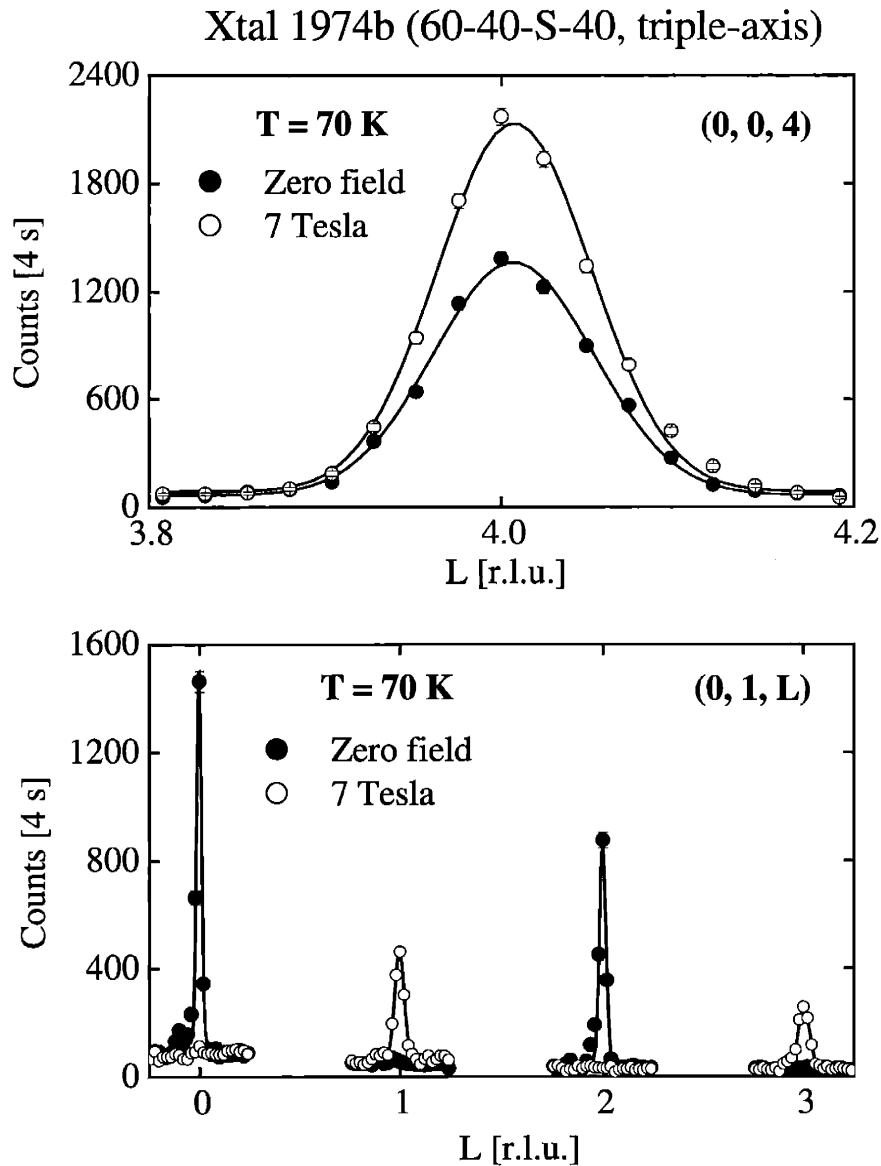 Xtal 1974b (60-40-S-40, triple-axis)
2400
1800
1200
600
0
Counts [4 s]
T = 70 K
(0, 0, 4)
Zero field
7 Tesla
3.8
4.0
4.2
L [r.l.u.]
1600
1200
800
400
0
Counts [4 s]
T = 70 K
(0, 1, L)
Zero field
7 Tesla
0
1
2
3
L [r.l.u.]